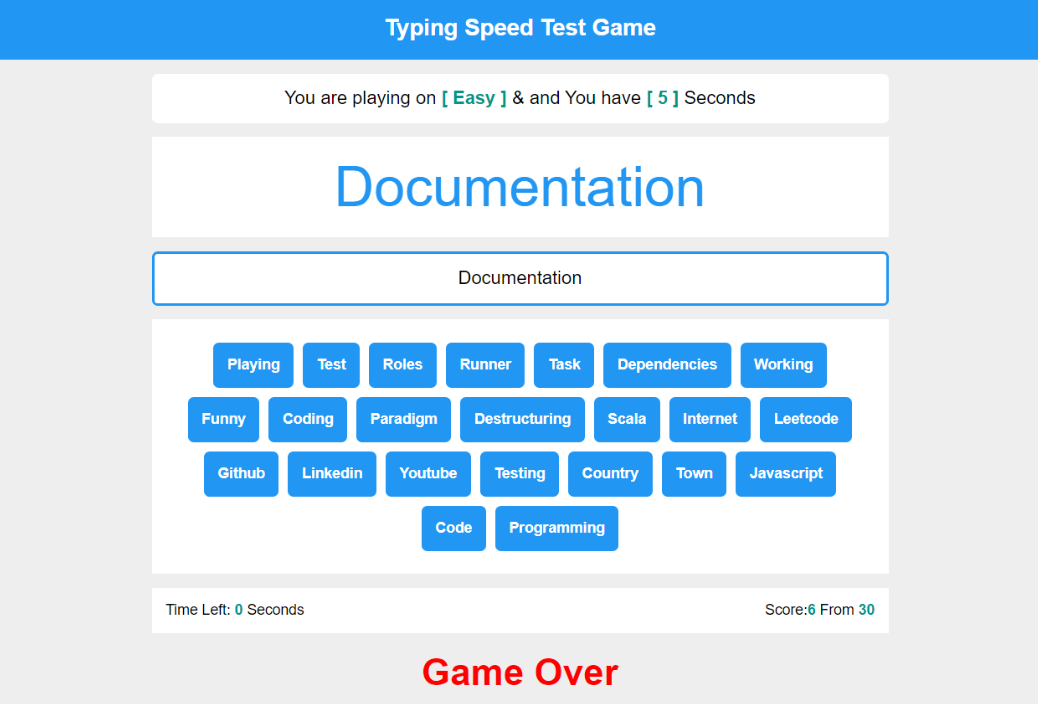 Typing Speed Test Game
You are playing on [ Easy ] & and You have [ 5 ] Seconds
Documentation
Documentation
Playing Test Roles Runner Task Dependencies Working
Funny Coding Paradigm Destructuring Scala Internet Leetcode
Github Linkedin Youtube Testing Country Town Javascript
Code Programming
Time Left: 0 Seconds Score:6 From 30
Game Over